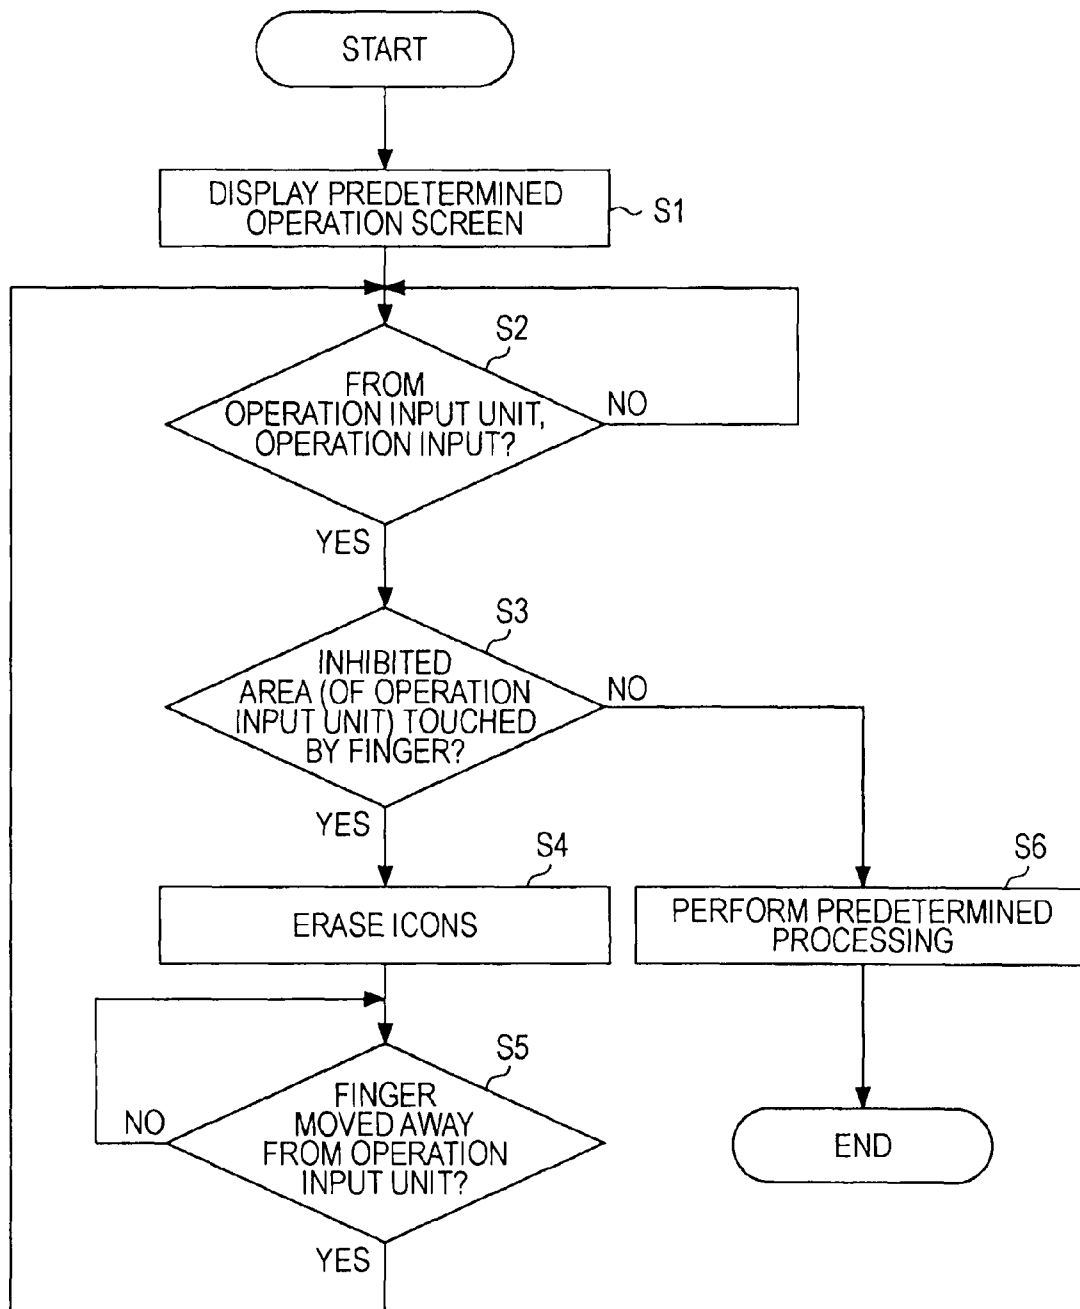 START
DISPLAY PREDETERMINED
OPERATION SCREEN
S1
S2
FROM
OPERATION INPUT UNIT,
OPERATION INPUT?
NO
YES
S3
INHIBITED
AREA (OF OPERATION
INPUT UNIT) TOUCHED
BY FINGER?
NO
YES
S4
ERASE ICONS
S6
PERFORM PREDETERMINED
PROCESSING
S5
FINGER
MOVED AWAY
FROM OPERATION
INPUT UNIT?
NO
YES
END